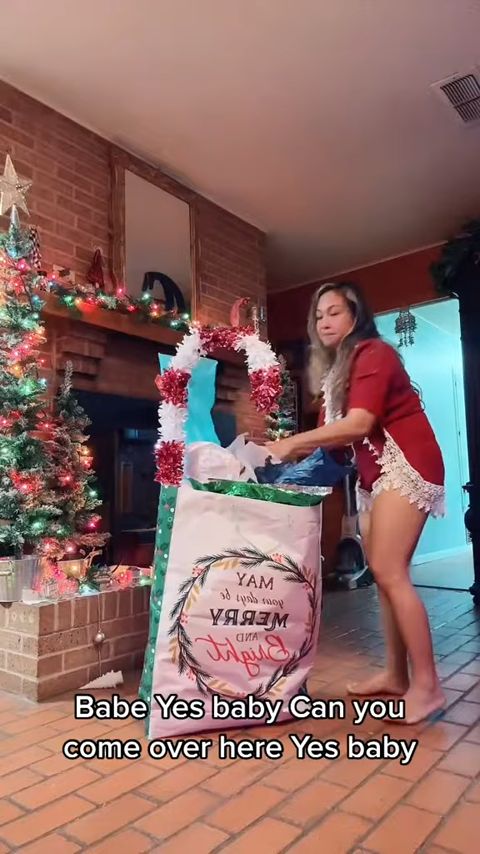 MAY
your days be
MERRY
AND
Bright
Babe Yes baby Can you
come over here Yes baby